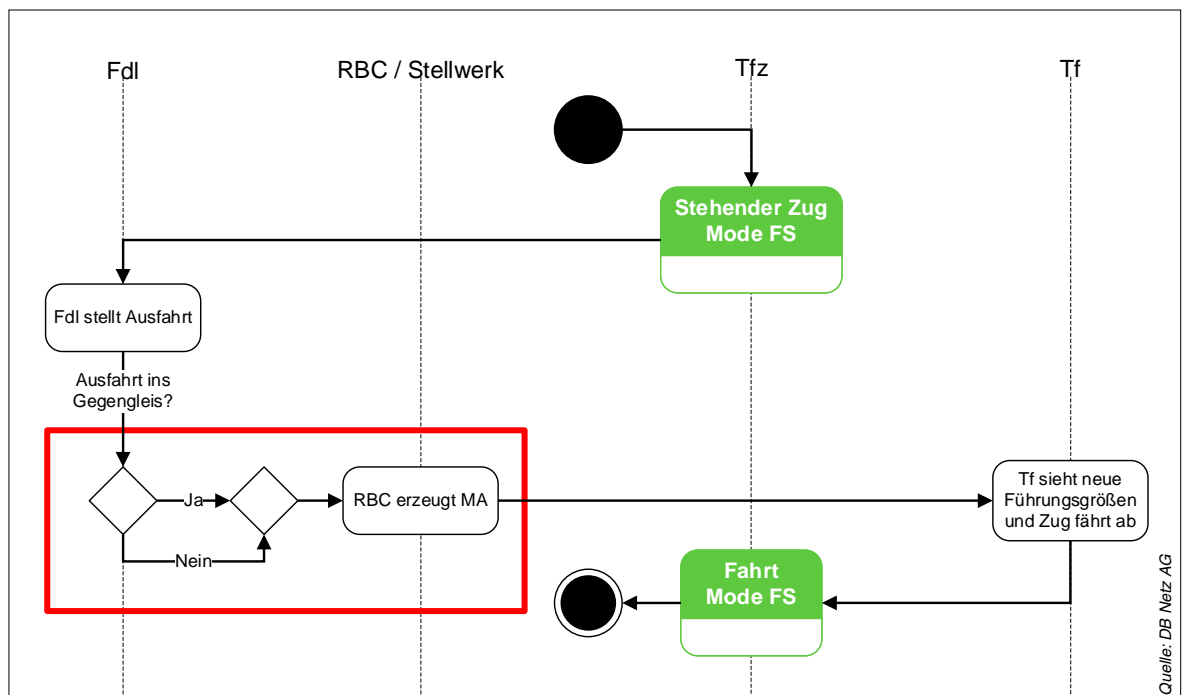 Fdl
RBC / Stellwerk
Tfz
Tf
Stehender Zug
Mode FS
Fdl stellt Ausfahrt
Ausfahrt ins
Gegengleis?
Ja
Nein
RBC erzeugt MA
Tf sieht neue
Führungsgrößen
und Zug fährt ab
Fahrt
Mode FS
Quelle: DB Netz AG